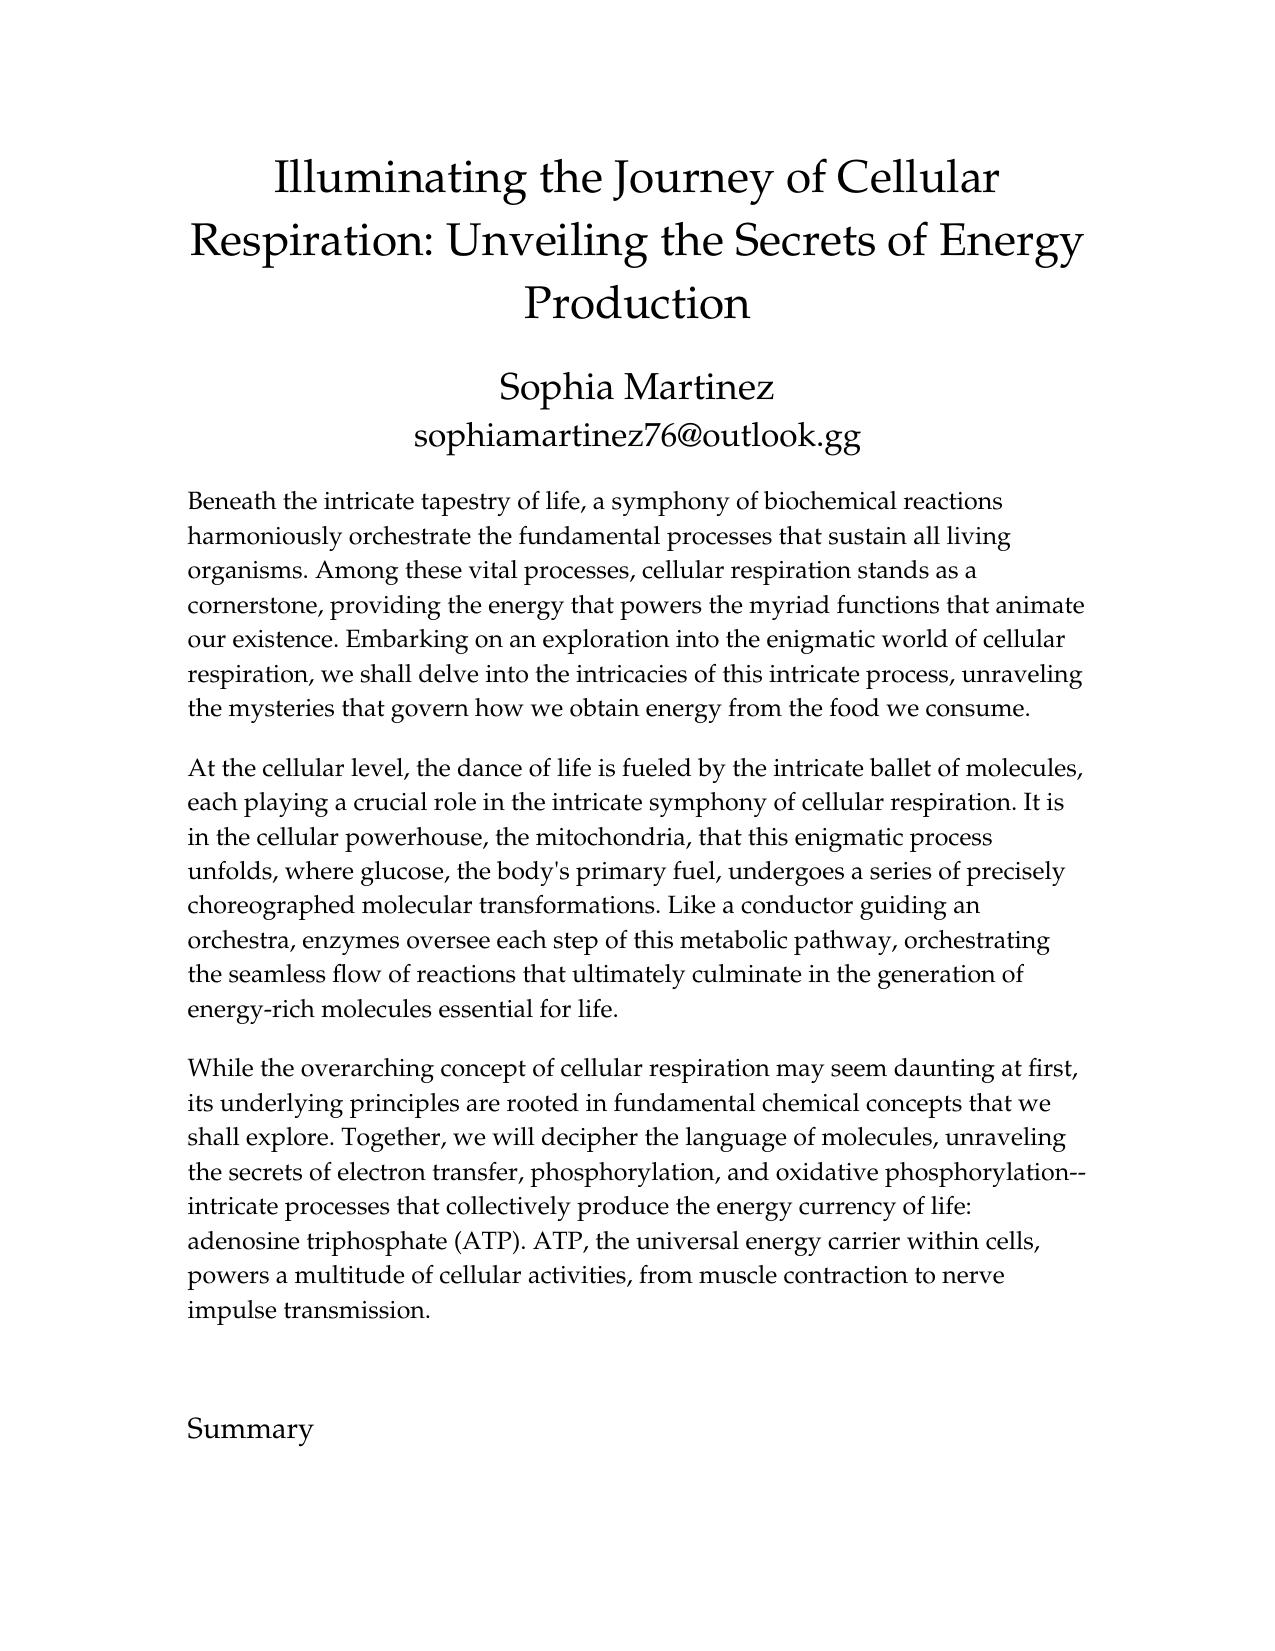 Illuminating the Journey of Cellular
Respiration: Unveiling the Secrets of Energy
Production
Sophia Martinez
sophiamartinez76@outlook.gg
Beneath the intricate tapestry of life, a symphony of biochemical reactions
harmoniously orchestrate the fundamental processes that sustain all living
organisms. Among these vital processes, cellular respiration stands as a
cornerstone, providing the energy that powers the myriad functions that animate
our existence. Embarking on an exploration into the enigmatic world of cellular
respiration, we shall delve into the intricacies of this intricate process, unraveling
the mysteries that govern how we obtain energy from the food we consume.
At the cellular level, the dance of life is fueled by the intricate ballet of molecules,
each playing a crucial role in the intricate symphony of cellular respiration. It is
in the cellular powerhouse, the mitochondria, that this enigmatic process
unfolds, where glucose, the body's primary fuel, undergoes a series of precisely
choreographed molecular transformations. Like a conductor guiding an
orchestra, enzymes oversee each step of this metabolic pathway, orchestrating
the seamless flow of reactions that ultimately culminate in the generation of
energy-rich molecules essential for life.
While the overarching concept of cellular respiration may seem daunting at first,
its underlying principles are rooted in fundamental chemical concepts that we
shall explore. Together, we will decipher the language of molecules, unraveling
the secrets of electron transfer, phosphorylation, and oxidative phosphorylation--
intricate processes that collectively produce the energy currency of life:
adenosine triphosphate (ATP). ATP, the universal energy carrier within cells,
powers a multitude of cellular activities, from muscle contraction to nerve
impulse transmission.
Summary